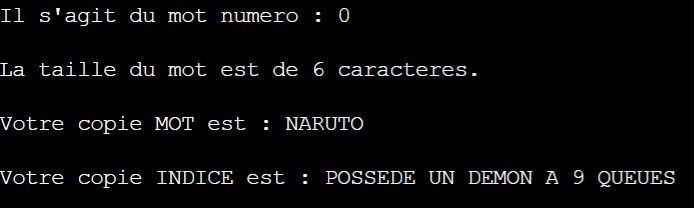 Il s'agit du mot numero : 0
La taille du mot est de 6 caracteres.
Votre copie MOT est : NARUTO
Votre copie INDICE est : POSSEDE UN DEMON A 9 QUEUES